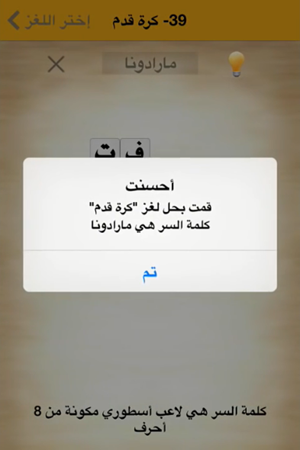 إختر اللغز
39- كرة قدم
مارادونا
ف ت
أحسنت
قمت بحل لغز "كرة قدم"
كلمة السر هي مارادونا
تم
كلمة السر هي لاعب أسطوري مكونة من 8
أحرف